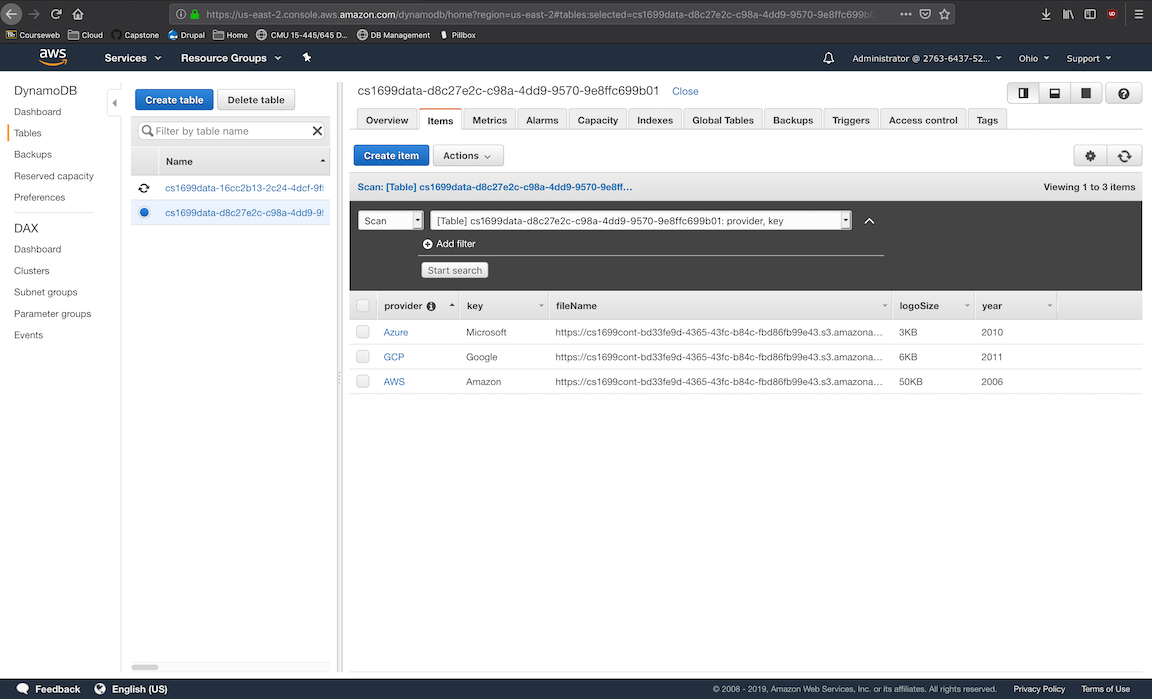 https://us-east-2.console.aws.amazon.com/dynamodb/home?region=us-east-2#tables:selected=cs1699data-d8c27e2c-c98a-4dd9-9570-9e8ffc699b0
Courseweb Cloud Capstone Drupal Home CMU 15-445/645 D... DB Management Pillbox
aws Services Resource Groups Administrator @ 2763-6437-52... Ohio Support
DynamoDB
Dashboard
Tables
Backups
Reserved capacity
Preferences
DAX
Dashboard
Clusters
Subnet groups
Parameter groups
Events
Create table Delete table
Filter by table name
Name
cs1699data-16cc2b13-2c24-4dcf-9f
cs1699data-d8c27e2c-c98a-4dd9-9
cs1699data-d8c27e2c-c98a-4dd9-9570-9e8ffc699b01 Close
Overview Items Metrics Alarms Capacity Indexes Global Tables Backups Triggers Access control Tags
Create item Actions
Scan: [Table] cs1699data-d8c27e2c-c98a-4dd9-9570-9e8ff... Viewing 1 to 3 items
Scan [Table] cs1699data-d8c27e2c-c98a-4dd9-9570-9e8ffc699b01: provider, key
Add filter
Start search
provider key fileName logoSize year
Azure Microsoft https://cs1699cont-bd33fe9d-4365-43fc-b84c-fbd86fb99e43.s3.amazona... 3KB 2010
GCP Google https://cs1699cont-bd33fe9d-4365-43fc-b84c-fbd86fb99e43.s3.amazona... 6KB 2011
AWS Amazon https://cs1699cont-bd33fe9d-4365-43fc-b84c-fbd86fb99e43.s3.amazona... 50KB 2006
Feedback English (US) © 2008 - 2019, Amazon Web Services, Inc. or its affiliates. All rights reserved. Privacy Policy Terms of Use